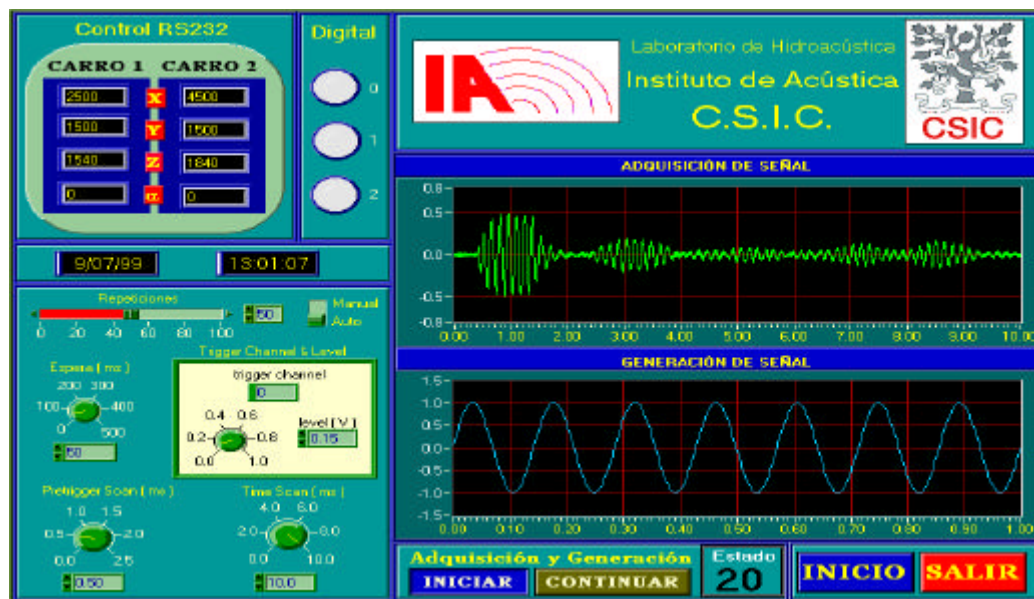 Control RS232
CARRO 1 CARRO 2
2500 X 4500
1500 Y 1500
1540 Z 1840
0 α 0
Digital
0
1
2
9/07/99 13:01:07
Repeticiones
0 20 40 60 80 100
50
Manual
Auto
Espera ( ms )
0 100 200 300 400 500
50
Trigger Channel & Level
trigger channel
0
0.0 0.2 0.4 0.6 0.8 1.0
level ( V )
0.15
Pretrigger Scan ( ms )
0.0 0.5 1.0 1.5 2.0 2.5
0.50
Time Scan ( ms )
0.0 2.0 4.0 6.0 8.0 10.0
10.0
IA
Laboratorio de Hidroacústica
Instituto de Acústica
C.S.I.C.
CSIC
ADQUISICIÓN DE SEÑAL
0.8
0.5
0.0
-0.5
-0.8
0.00 1.00 2.00 3.00 4.00 5.00 6.00 7.00 8.00 9.00 10.00
GENERACIÓN DE SEÑAL
1.5
1.0
0.5
0.0
-0.5
-1.0
-1.5
0.00 0.10 0.20 0.30 0.40 0.50 0.60 0.70 0.80 0.90 1.00
Adquisición y Generación
INICIAR CONTINUAR
Estado
20
INICIO SALIR